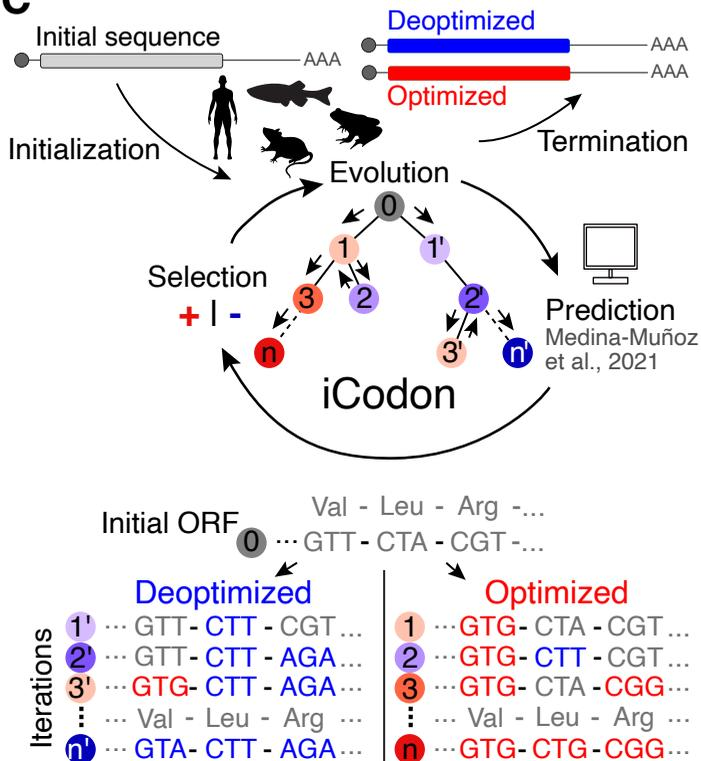 C
Initial sequence
AAA
Deoptimized
AAA
AAA
Optimized
Initialization
Termination
Evolution
0
1
1'
3
2
2'
n
3'
n'
Selection
+ | -
Prediction
Medina-Muñoz
et al., 2021
iCodon
Val - Leu - Arg -...
Initial ORF 0 ... GTT - CTA - CGT -...
Deoptimized
Optimized
Iterations
1' ... GTT - CTT - CGT ...
2' ... GTT - CTT - AGA ...
3' ... GTG - CTT - AGA ...
... Val - Leu - Arg ...
n' ... GTA - CTT - AGA ...
1 ... GTG - CTA - CGT ...
2 ... GTG - CTT - CGT ...
3 ... GTG - CTA - CGG ...
... Val - Leu - Arg ...
n ... GTG - CTG - CGG ...